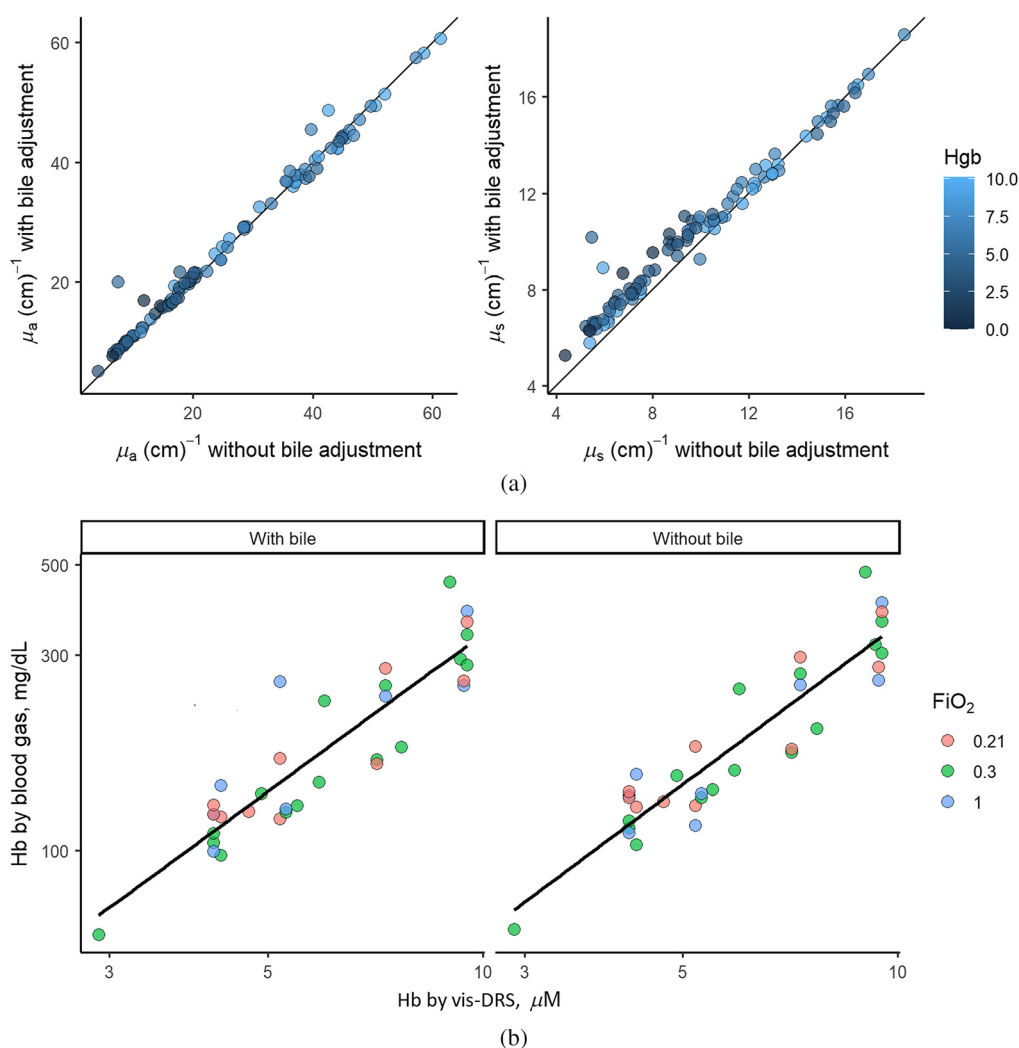 60
40
20
20 40 60
μa (cm)−1 with bile adjustment
μa (cm)−1 without bile adjustment
16
12
8
4
4 8 12 16
μs (cm)−1 with bile adjustment
μs (cm)−1 without bile adjustment
Hgb
10.0
7.5
5.0
2.5
0.0
(a)
With bile
Without bile
500
300
100
Hb by blood gas, mg/dL
3 5 10
3 5 10
Hb by vis-DRS, μM
FiO2
0.21
0.3
1
(b)